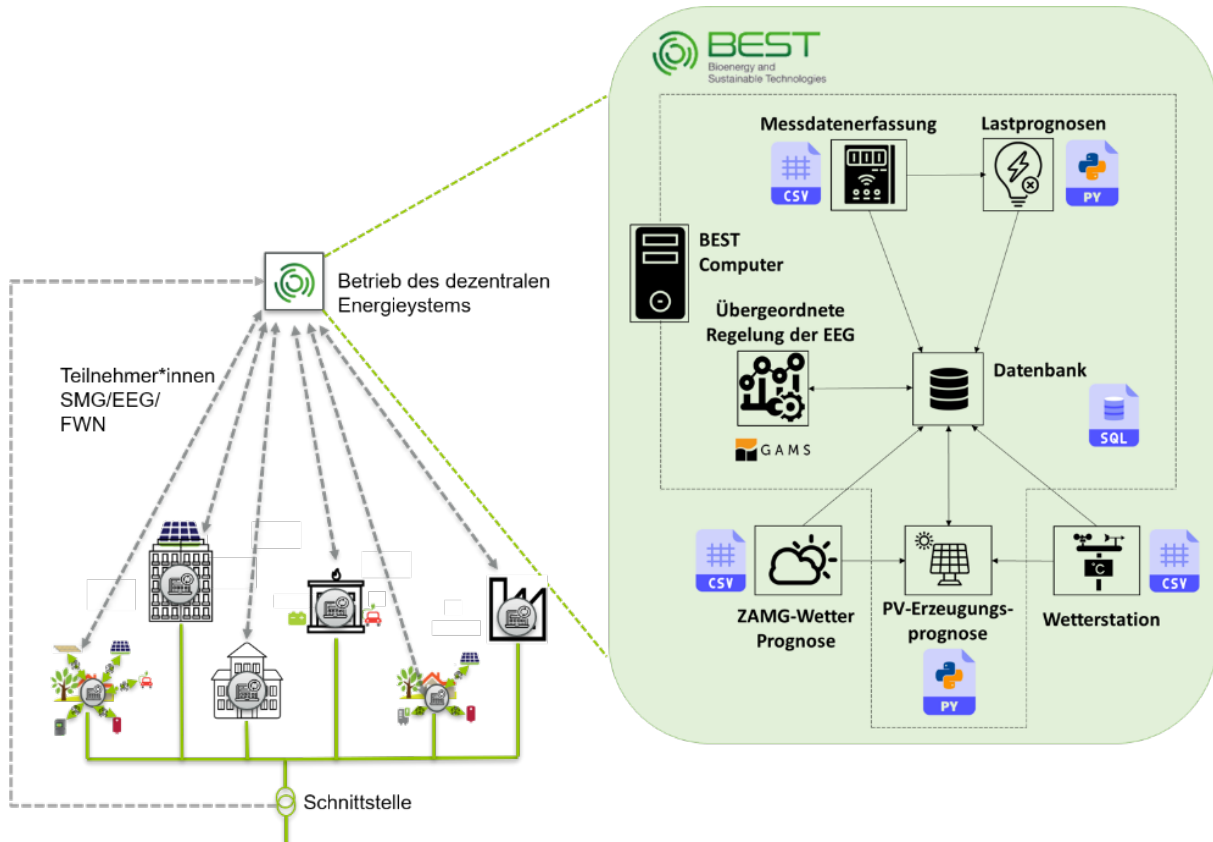 BEST
Bioenergy and
Sustainable Technologies
Messdatenerfassung
Lastprognosen
CSV
PY
BEST
Computer
Übergeordnete
Regelung der EEG
Datenbank
GAMS
SQL
Betrieb des dezentralen
Energieystems
Teilnehmer*innen
SMG/EEG/
FWN
CSV
°C
CSV
ZAMG-Wetter
Prognose
PV-Erzeugungs-
prognose
Wetterstation
PY
Schnittstelle